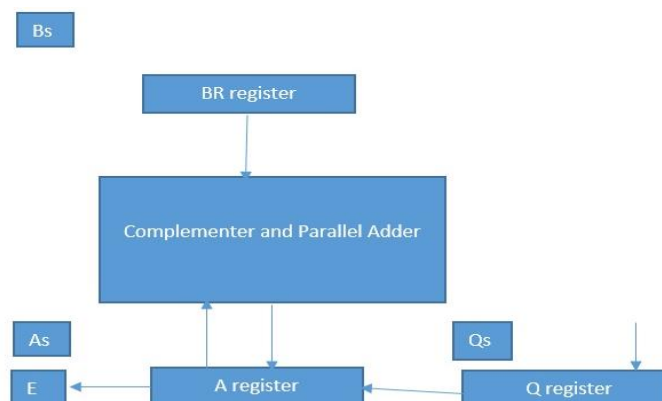 Bs
BR register
Complementer and Parallel Adder
As
Qs
E
A register
Q register